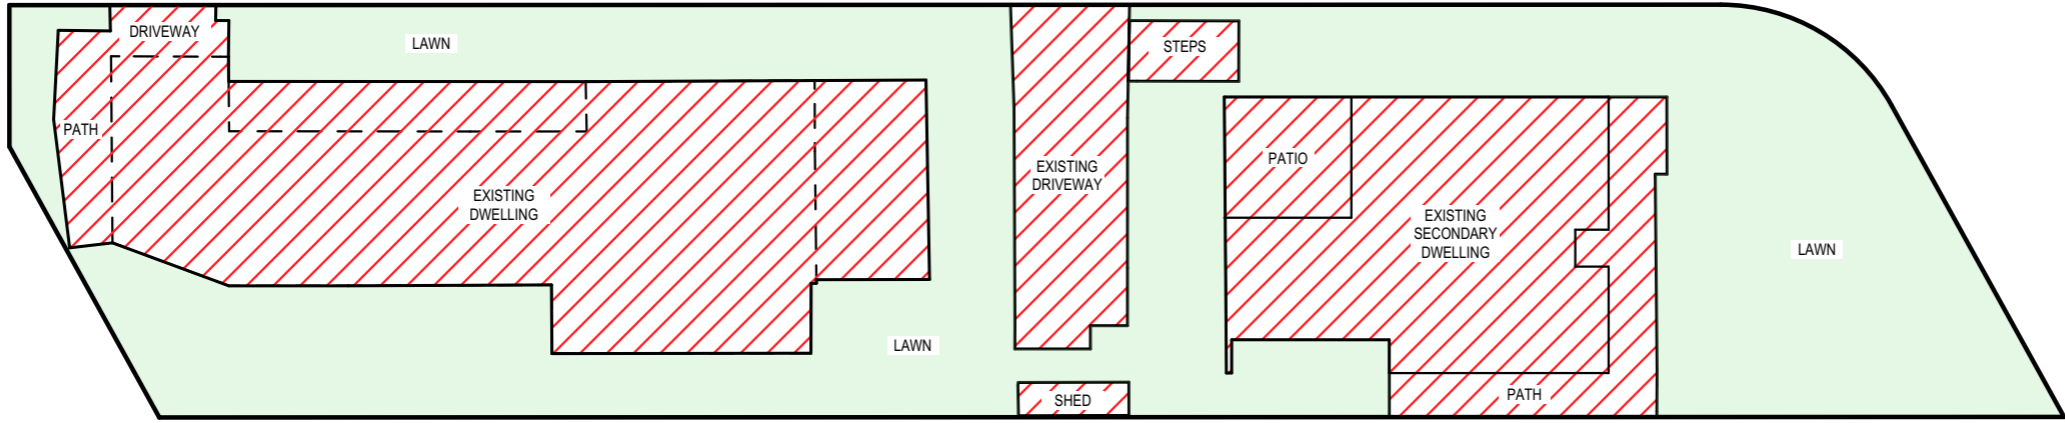 DRIVEWAY
LAWN
STEPS
PATH
EXISTING
DWELLING
EXISTING
DRIVEWAY
PATIO
EXISTING
SECONDARY
DWELLING
LAWN
LAWN
SHED
PATH